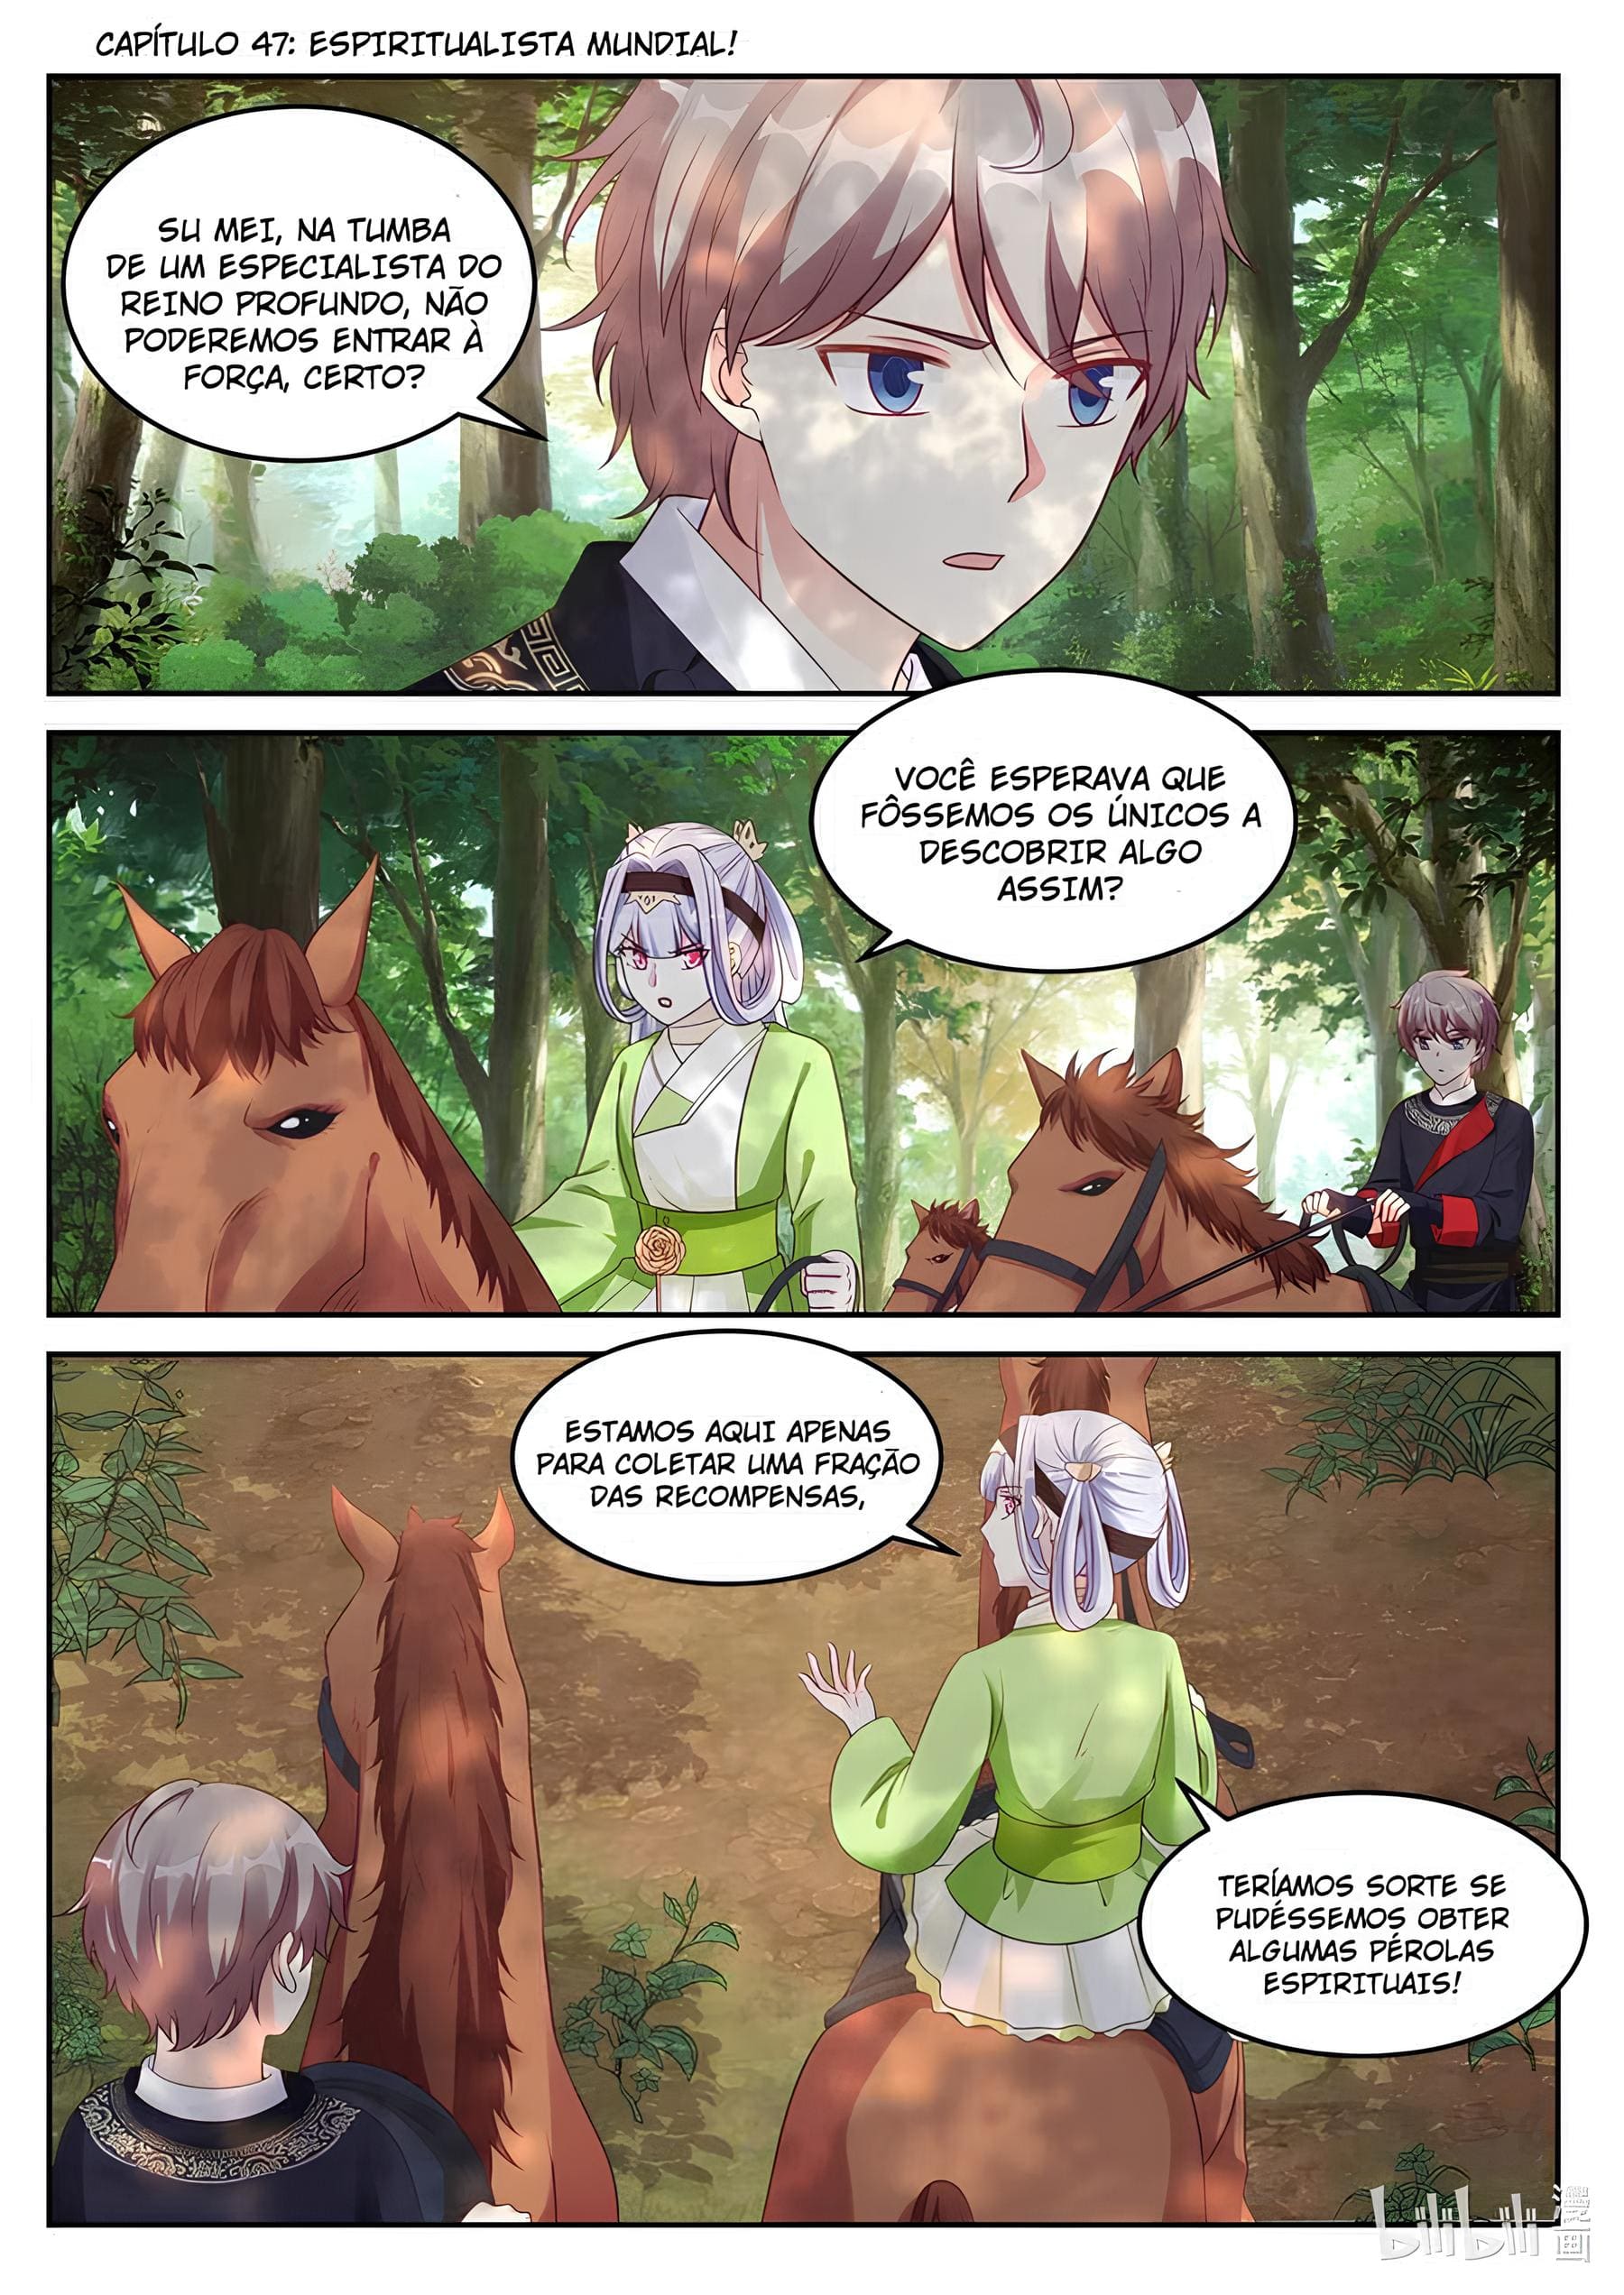 CAPÍTULO 47: ESPIRITUALISTA MUNDIAL!
SU MEI, NA TUMBA
DE UM ESPECIALISTA DO
REINO PROFUNDO, NÃO
PODEREMOS ENTRAR À
FORÇA, CERTO?
VOCÊ ESPERAVA QUE
FÔSSEMOS OS ÚNICOS A
DESCOBRIR ALGO
ASSIM?
ESTAMOS AQUI APENAS
PARA COLETAR UMA FRAÇÃO
DAS RECOMPENSAS,
TERÍAMOS SORTE SE
PUDÉSSEMOS OBTER
ALGUMAS PÉROLAS
ESPIRITUAIS!
bilibili 漫画